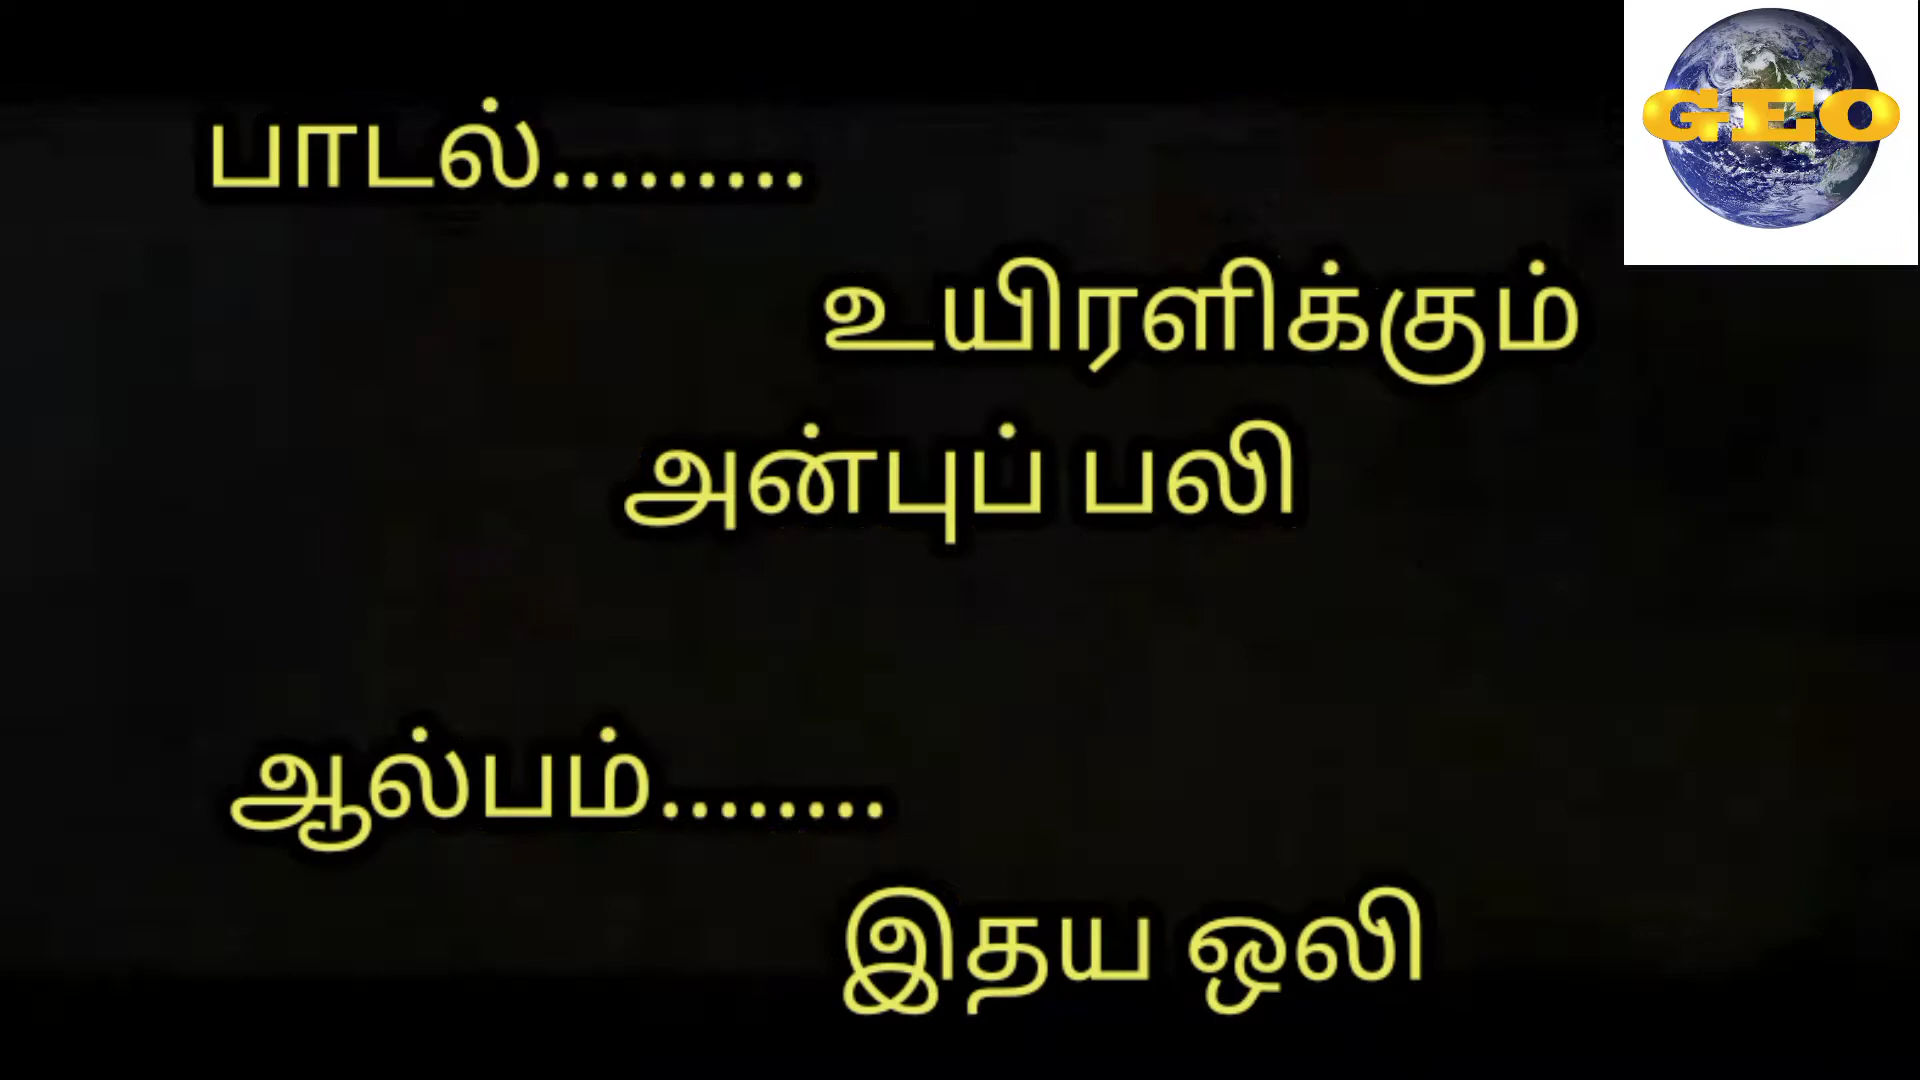 பாடல்.........
GEO
உயிரளிக்கும்
அன்புப் பலி
ஆல்பம்........
இதய ஒலி